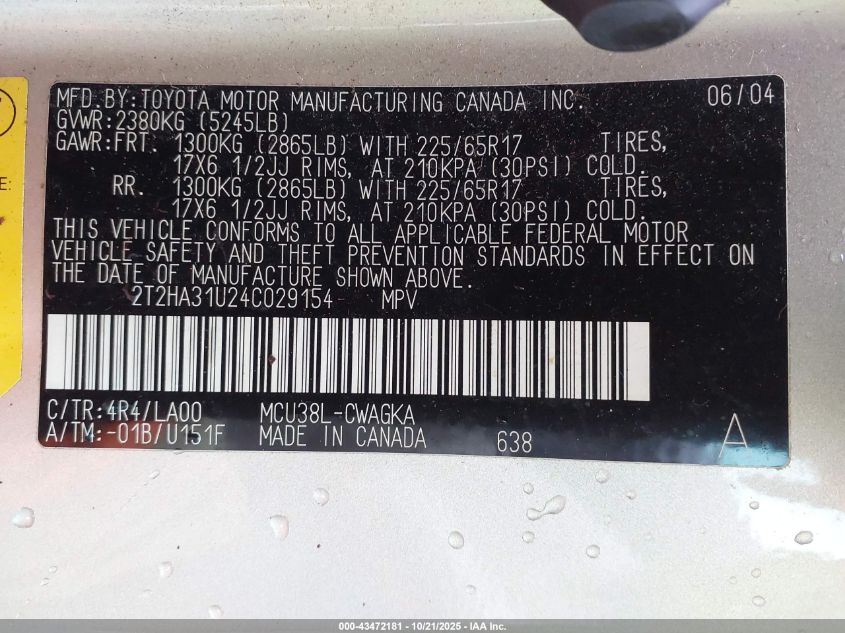 MFD. BY: TOYOTA MOTOR MANUFACTURING CANADA INC. 06/04
GVWR: 2380KG (5245LB)
GAWR: FRT. 1300KG (2865LB) WITH 225/65R17 TIRES,
17X6 1/2JJ RIMS, AT 210KPA (30PSI) COLD.
RR. 1300KG (2865LB) WITH 225/65R17 TIRES,
17X6 1/2JJ RIMS, AT 210KPA (30PSI) COLD.
THIS VEHICLE CONFORMS TO ALL APPLICABLE FEDERAL MOTOR
VEHICLE SAFETY AND THEFT PREVENTION STANDARDS IN EFFECT ON
THE DATE OF MANUFACTURE SHOWN ABOVE.
2T2HA31U24C029154 MPV
C/TR: 4R4/LA00 MCU38L-CWAGKA
A/TM: -01B/U151F MADE IN CANADA 638 A
000-43472181 - 10/21/2025 - IAA Inc.